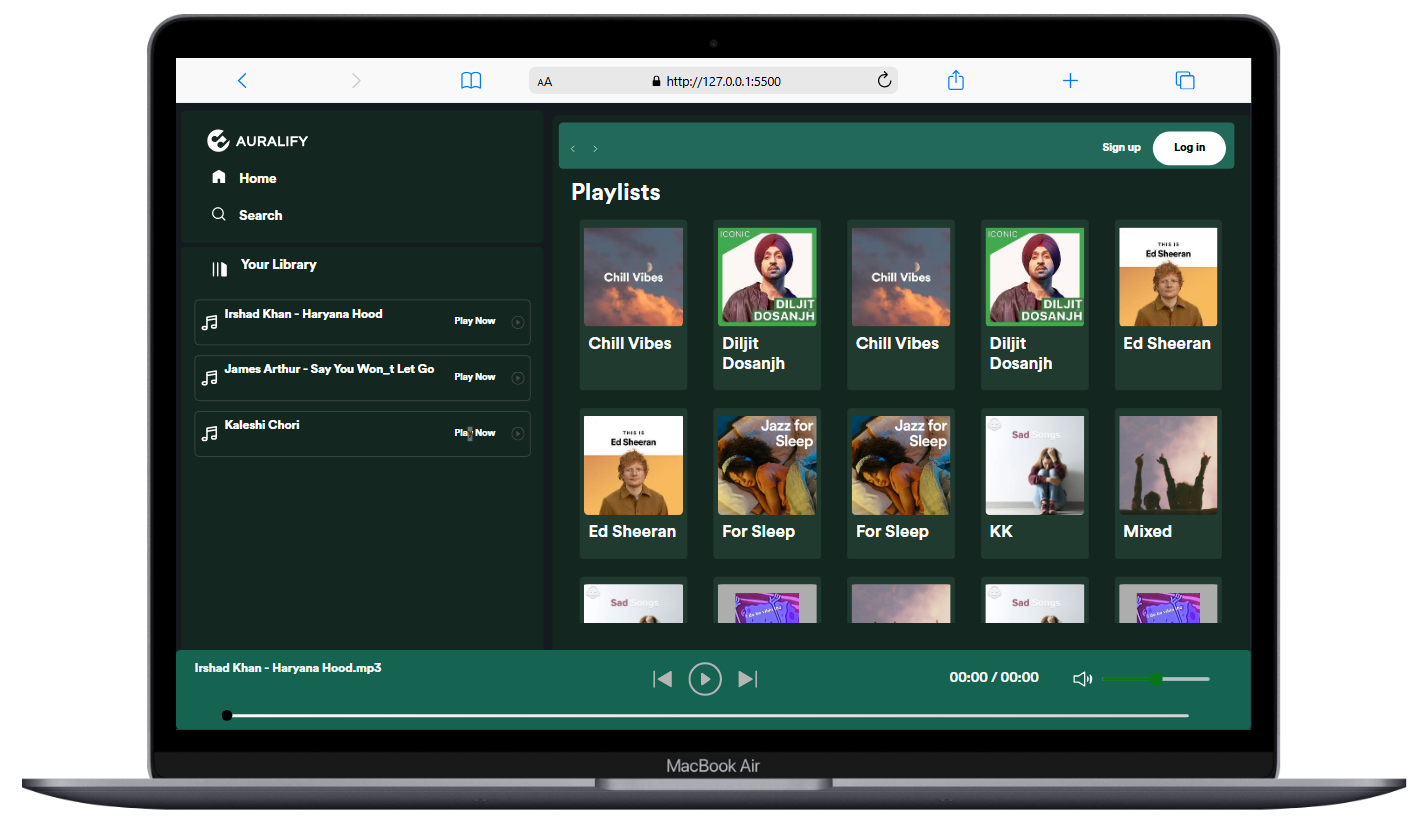 AA
http://127.0.0.1:5500
AURALIFY
Home
Search
Your Library
Irshad Khan - Haryana Hood
Play Now
James Arthur - Say You Won_t Let Go
Play Now
Kaleshi Chori
Play Now
Sign up
Log in
Playlists
Chill Vibes
Chill Vibes
ICONIC
DILJIT
DOSANJH
Diljit
Dosanjh
Chill Vibes
Chill Vibes
ICONIC
DILJIT
DOSANJH
Diljit
Dosanjh
THIS IS
Ed Sheeran
Ed Sheeran
THIS IS
Ed Sheeran
Ed Sheeran
Jazz for
Sleep
For Sleep
Jazz for
Sleep
For Sleep
Sad Songs
KK
Mixed
Sad Songs
Sad Songs
Irshad Khan - Haryana Hood.mp3
00:00 / 00:00
MacBook Air